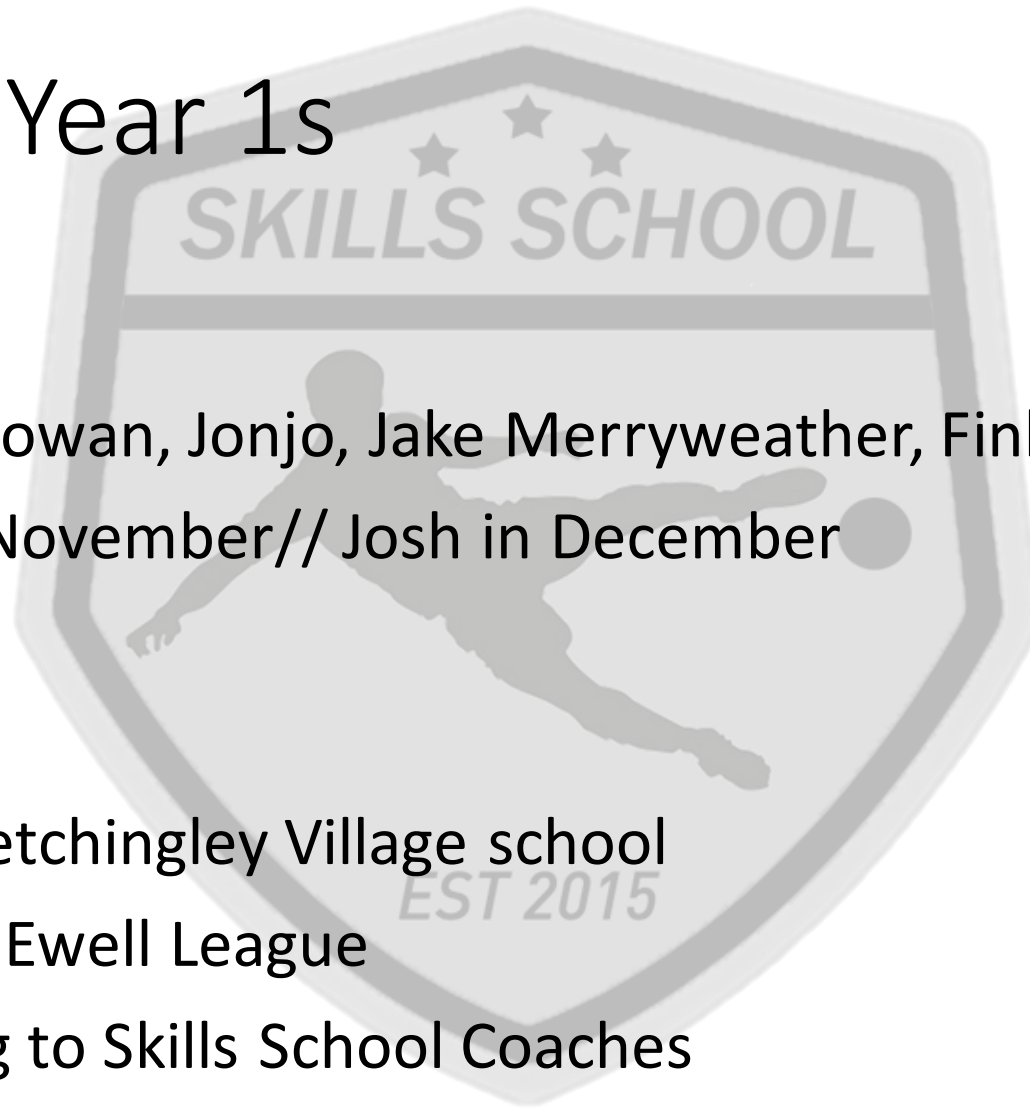 Year 1s
SKILLS SCHOOL
owan, Jonjo, Jake Merryweather, Finl
November// Josh in December
etchingley Village school
EST 2015
Ewell League
g to Skills School Coaches